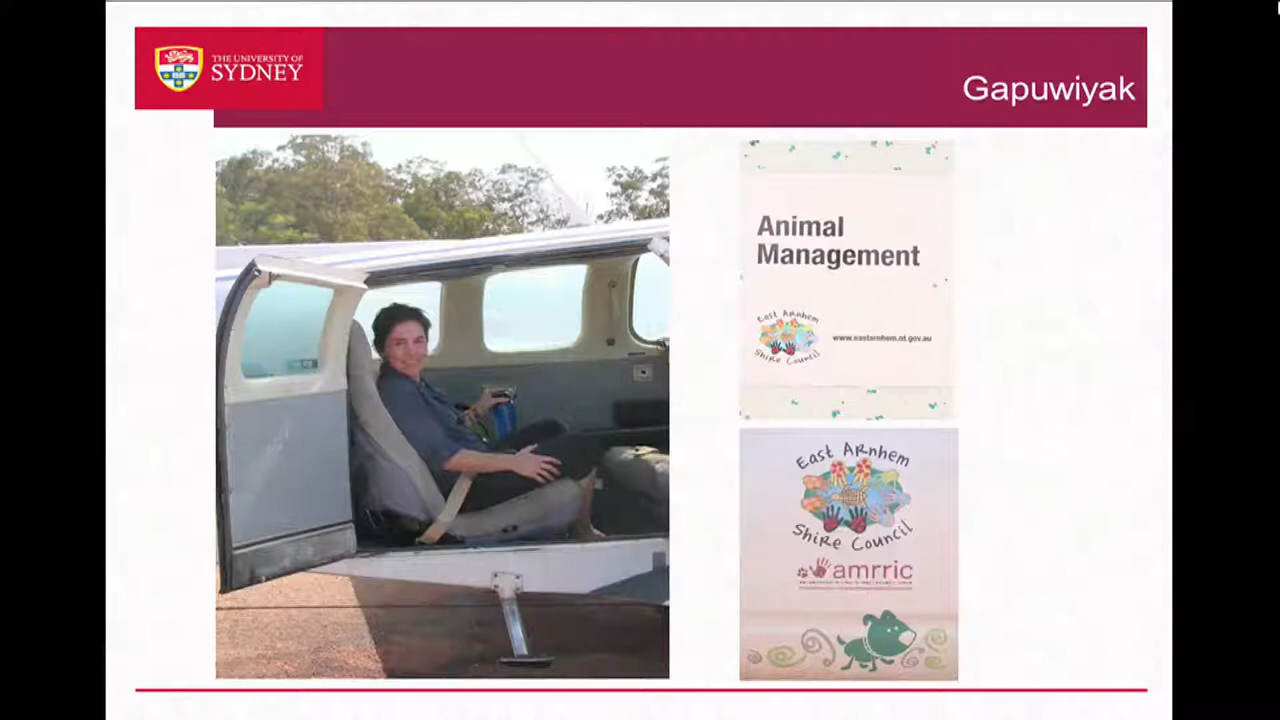 THE UNIVERSITY OF
SYDNEY
Gapuwiyak
Animal
Management
East Arnhem
Shire Council
www.eastarnhem.nt.gov.au
East Arnhem
Shire Council
amrric